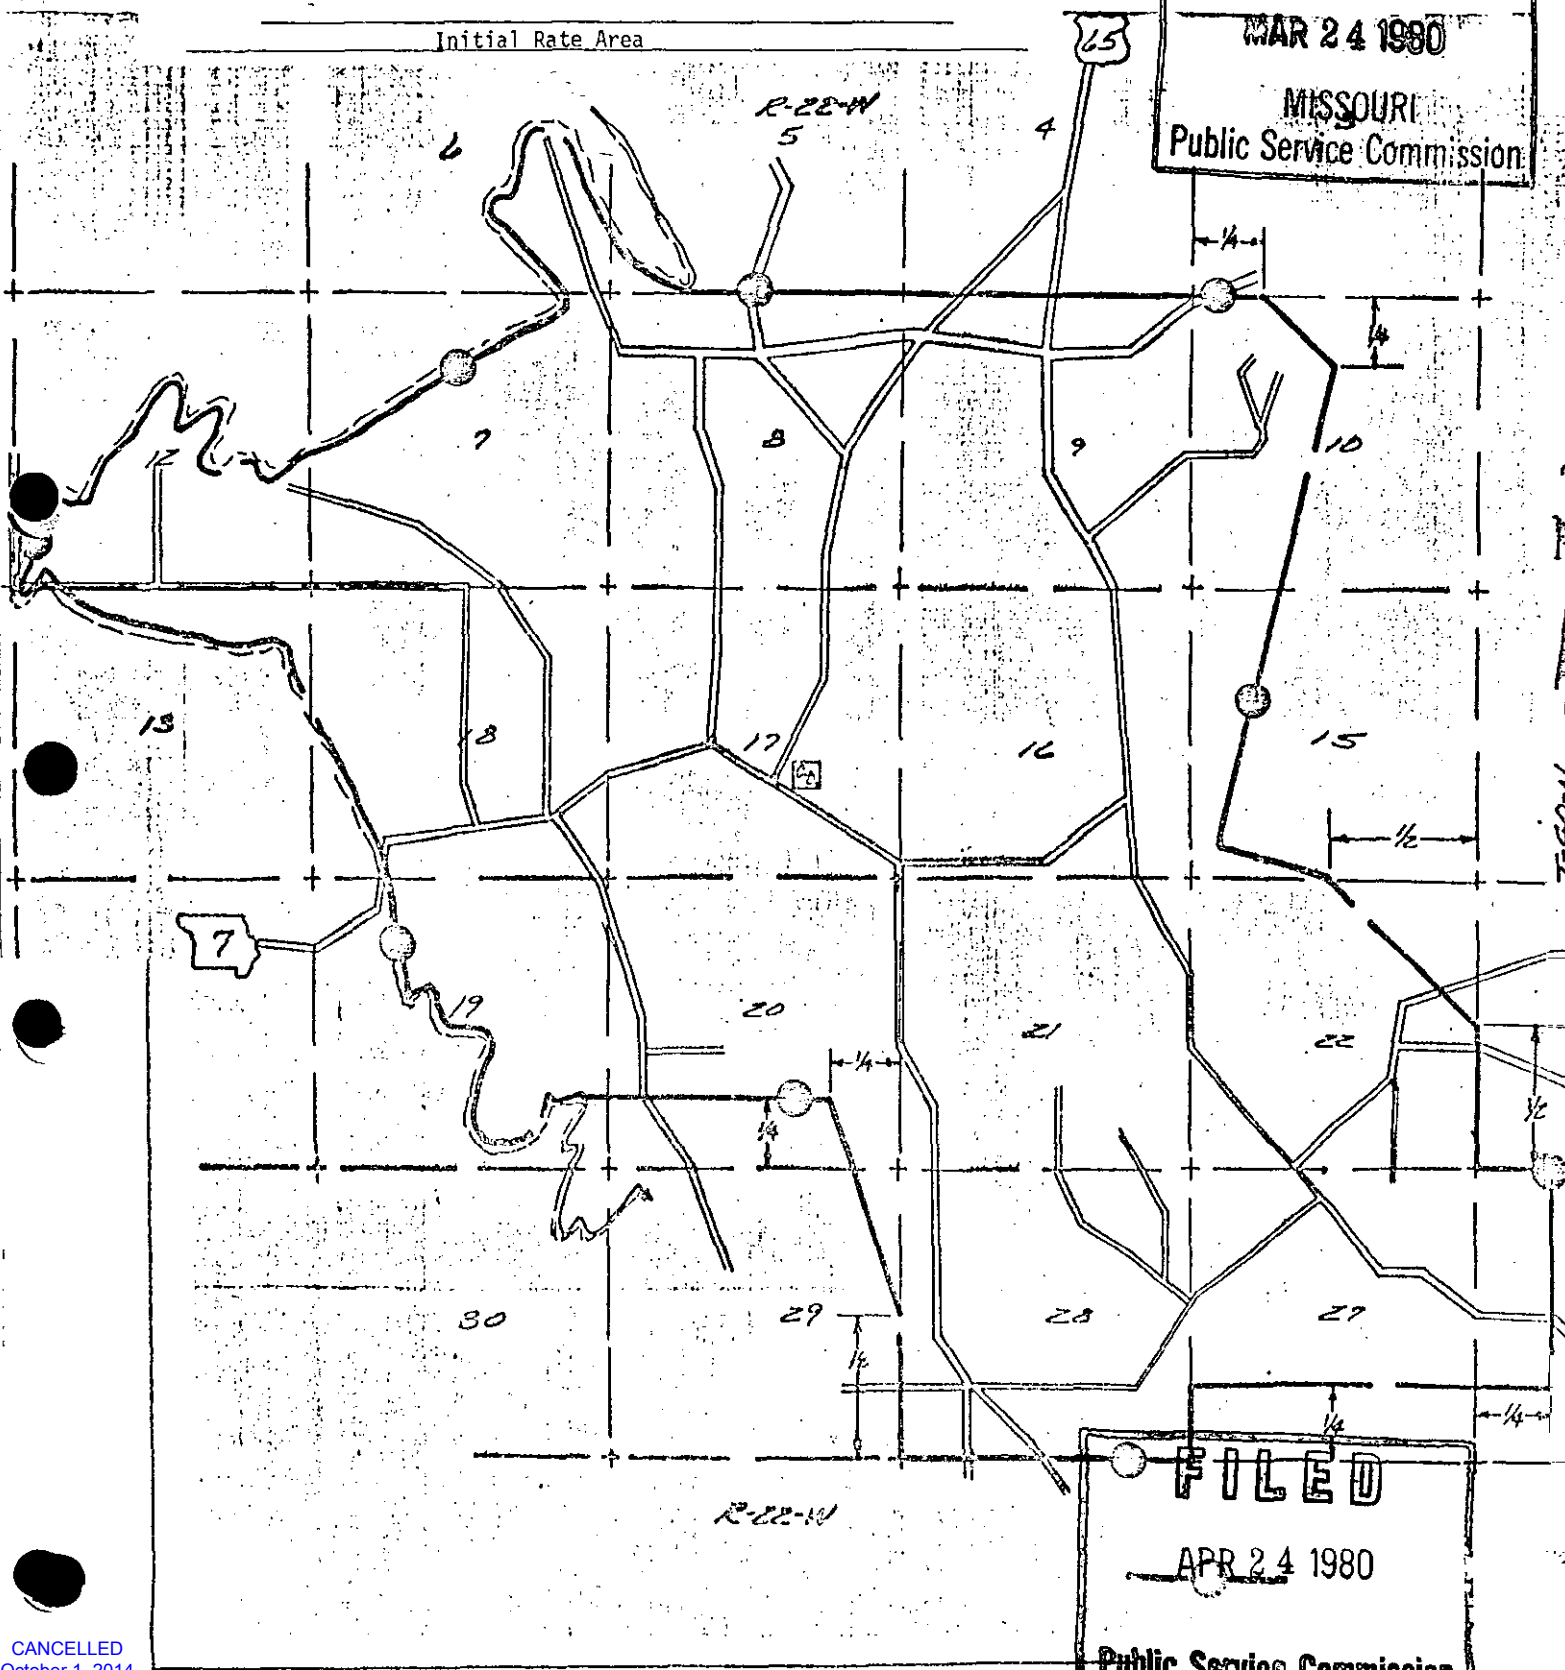 Initial Rate Area
65
MAR 24 1980
MISSOURI
Public Service Commission
R-22-W
6
5
4
1/4
1/4
7
8
9
10
12
13
18
17
16
15
1/2
7
19
20
21
22
1/4
1/4
1/2
30
29
28
27
1/2
1/4
1/4
R-22-W
FILED
APR 24 1980
Public Service Commission
CANCELLED
October 1, 2014